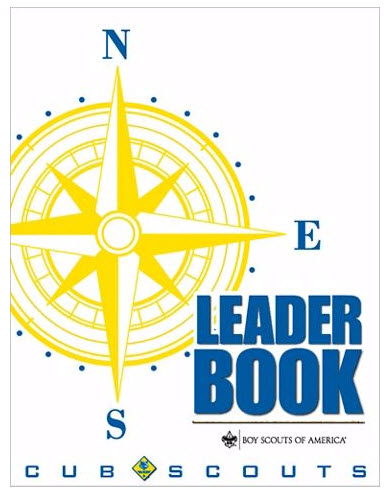 N
E
LEADER
BOOK
S
BOY SCOUTS OF AMERICA®
CUB SCOUTS